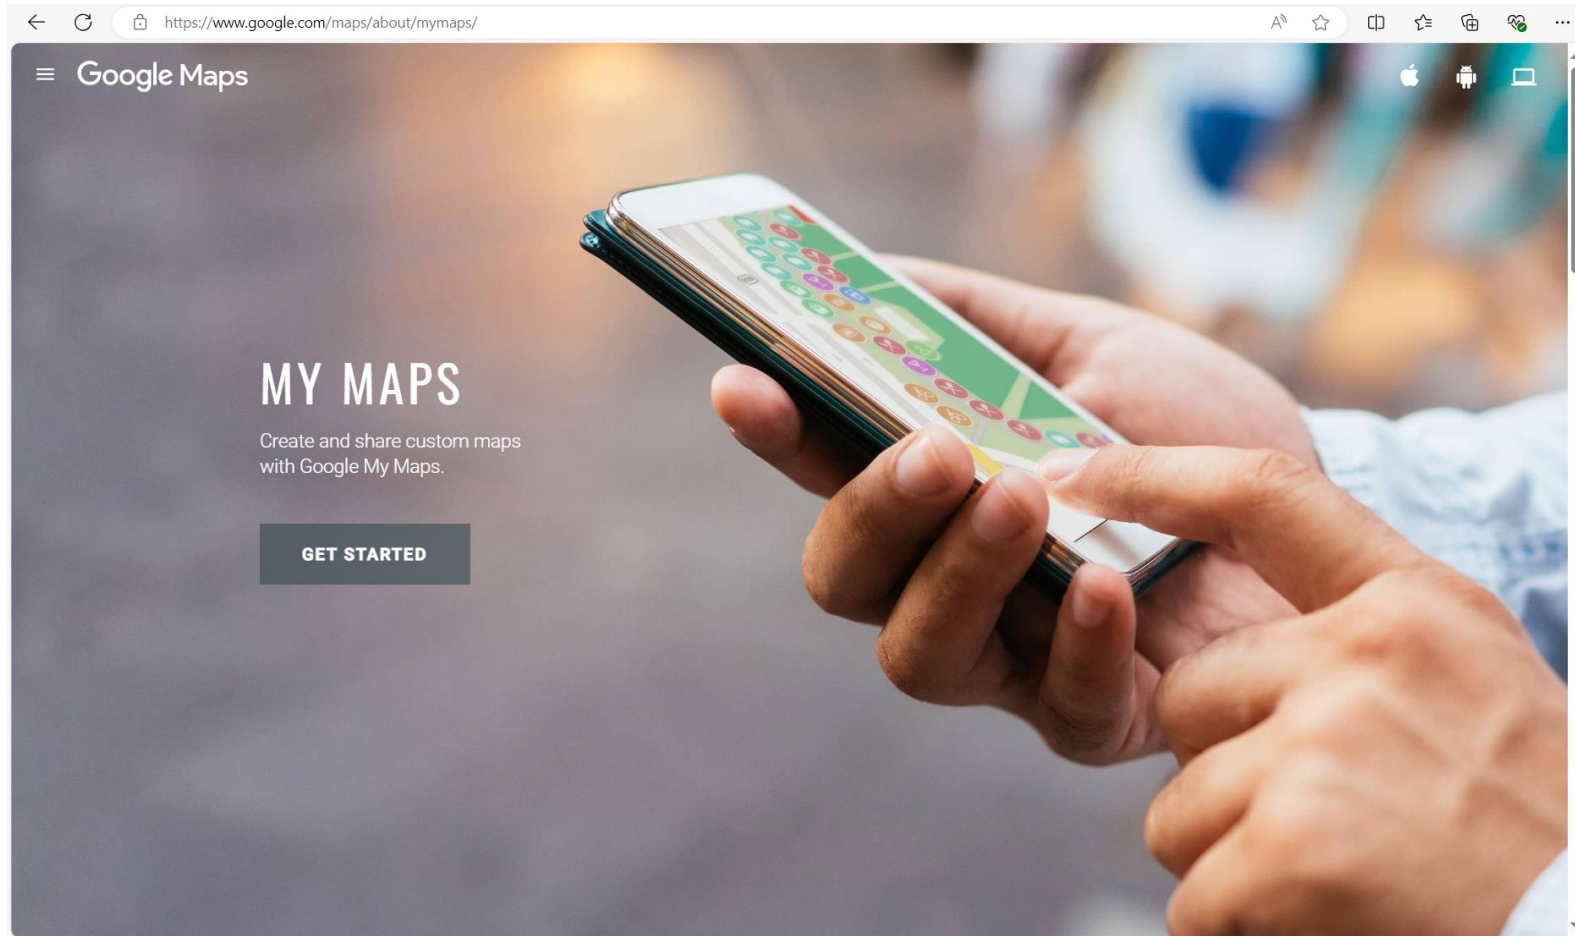 https://www.google.com/maps/about/mymaps/
Google Maps
MY MAPS
Create and share custom maps
with Google My Maps.
GET STARTED